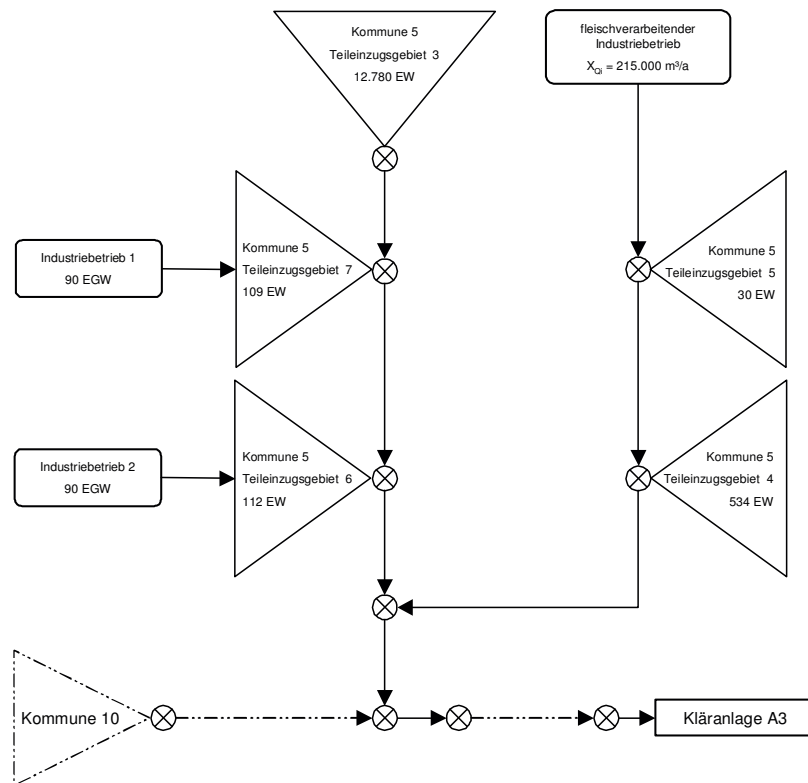 Kommune 5
Teileinzugsgebiet 3
12.780 EW
fleischverarbeitender
Industriebetrieb
XQi = 215.000 m³/a
Industriebetrieb 1
90 EGW
Kommune 5
Teileinzugsgebiet 7
109 EW
Kommune 5
Teileinzugsgebiet 5
30 EW
Industriebetrieb 2
90 EGW
Kommune 5
Teileinzugsgebiet 6
112 EW
Kommune 5
Teileinzugsgebiet 4
534 EW
Kommune 10
Kläranlage A3